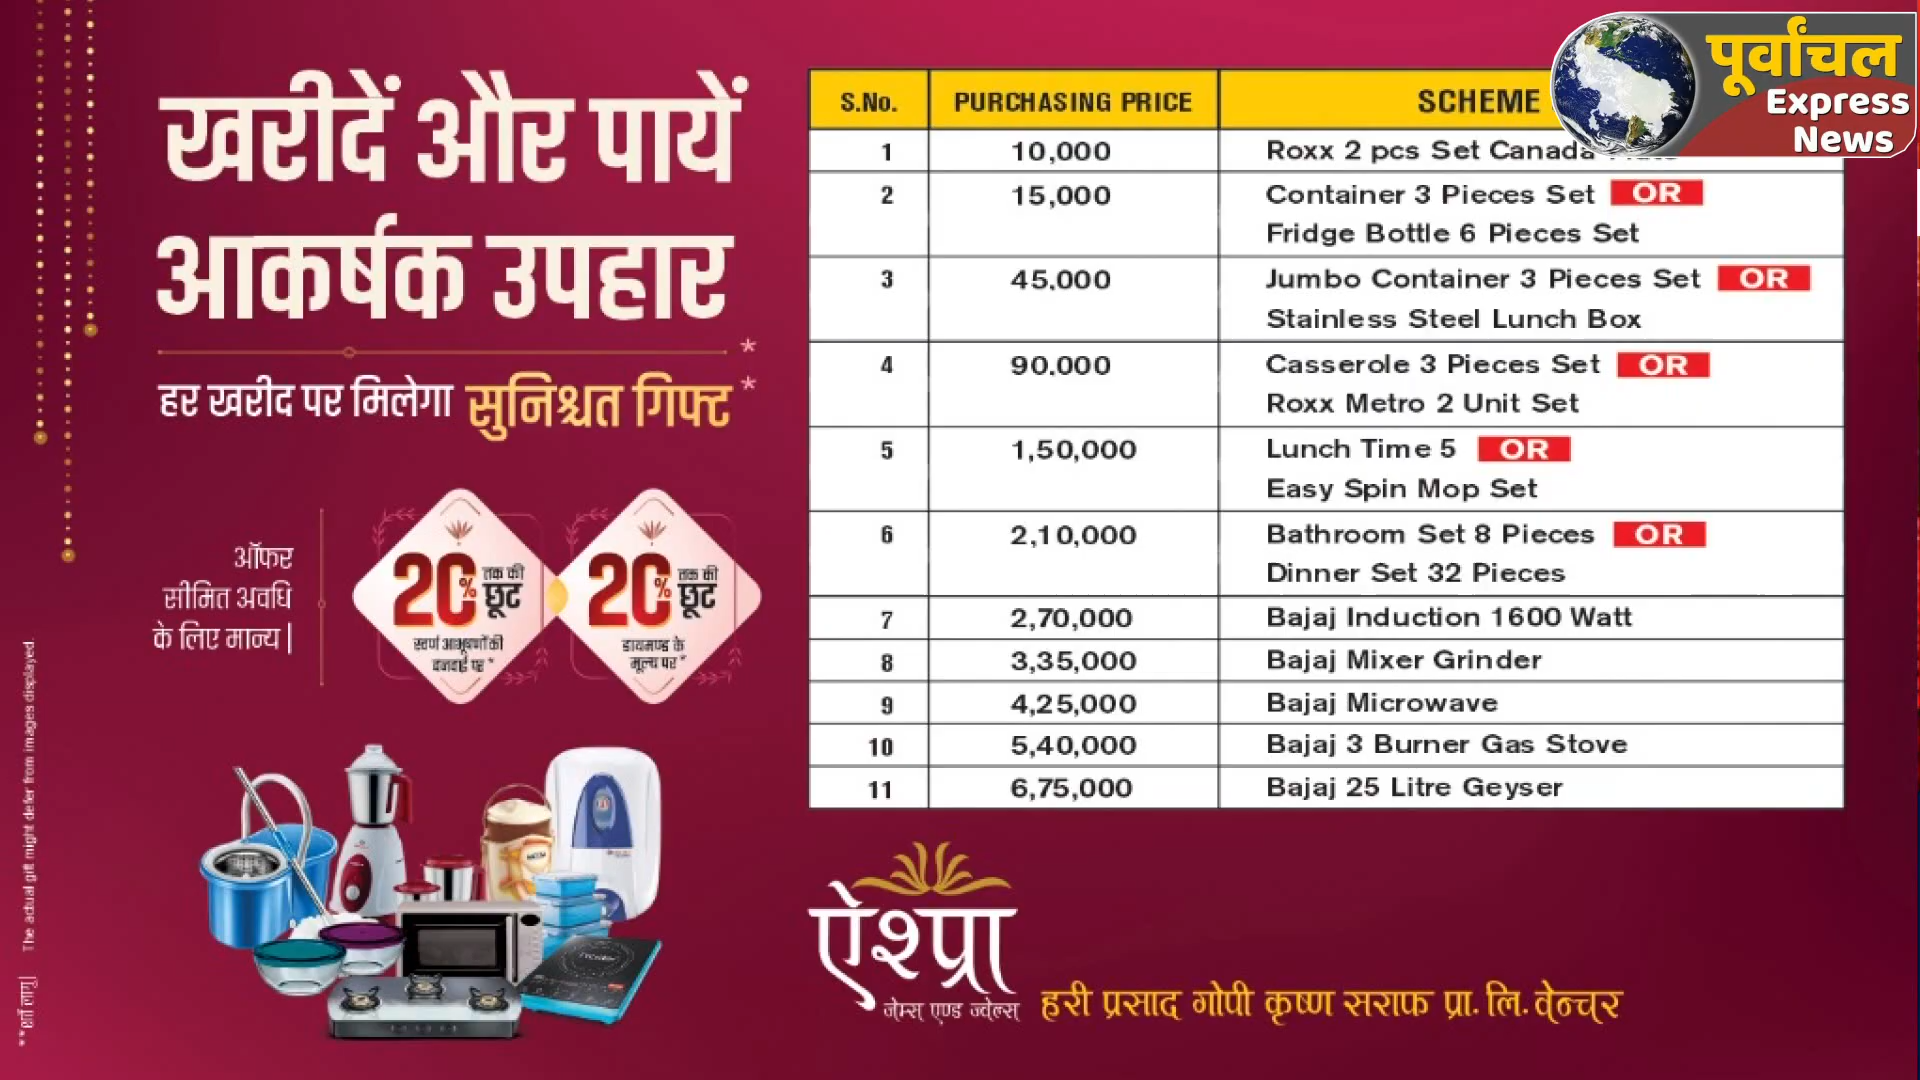 खरीदें और पायें
आकर्षक उपहार
*
हर खरीद पर मिलेगा सुनिश्चत गिफ्ट *
ऑफर
सीमित अवधि
के लिए मान्य |
20% तक की छूट
स्वर्ण आभूषणों की
बनवाई पर *
20% तक की छूट
डायमण्ड के
मूल्य पर *
The actual gift might defer from images displayed.
**शर्तें लागू|
S.No. PURCHASING PRICE SCHEME
1 10,000 Roxx 2 pcs Set Canada
2 15,000 Container 3 Pieces Set OR
Fridge Bottle 6 Pieces Set
3 45,000 Jumbo Container 3 Pieces Set OR
Stainless Steel Lunch Box
4 90,000 Casserole 3 Pieces Set OR
Roxx Metro 2 Unit Set
5 1,50,000 Lunch Time 5 OR
Easy Spin Mop Set
6 2,10,000 Bathroom Set 8 Pieces OR
Dinner Set 32 Pieces
7 2,70,000 Bajaj Induction 1600 Watt
8 3,35,000 Bajaj Mixer Grinder
9 4,25,000 Bajaj Microwave
10 5,40,000 Bajaj 3 Burner Gas Stove
11 6,75,000 Bajaj 25 Litre Geyser
पूर्वांचल
Express
News
ऐश्प्रा
जेम्स् एण्ड ज्वेल्स्
हरी प्रसाद गोपी कृष्ण सराफ प्रा. लि. वेन्चर